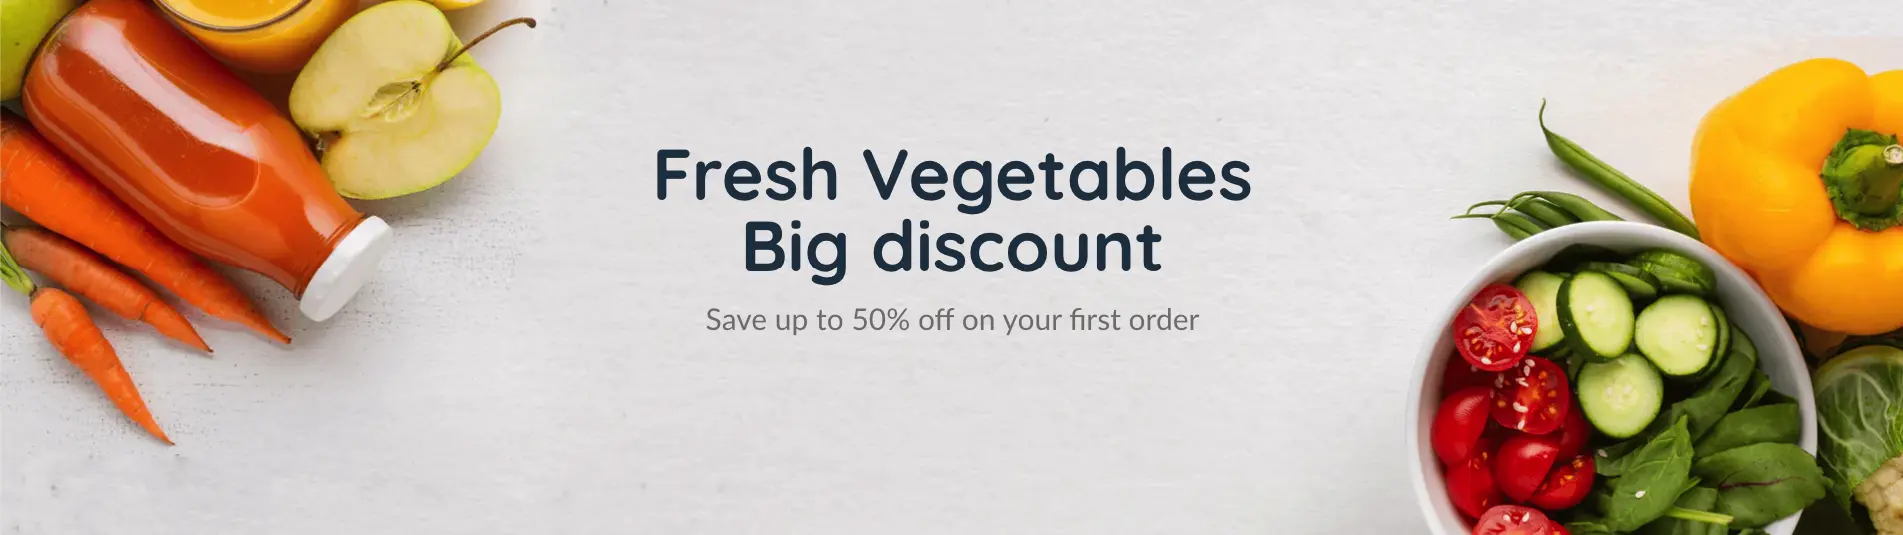 Fresh Vegetables
Big discount
Save up to 50% off on your first order